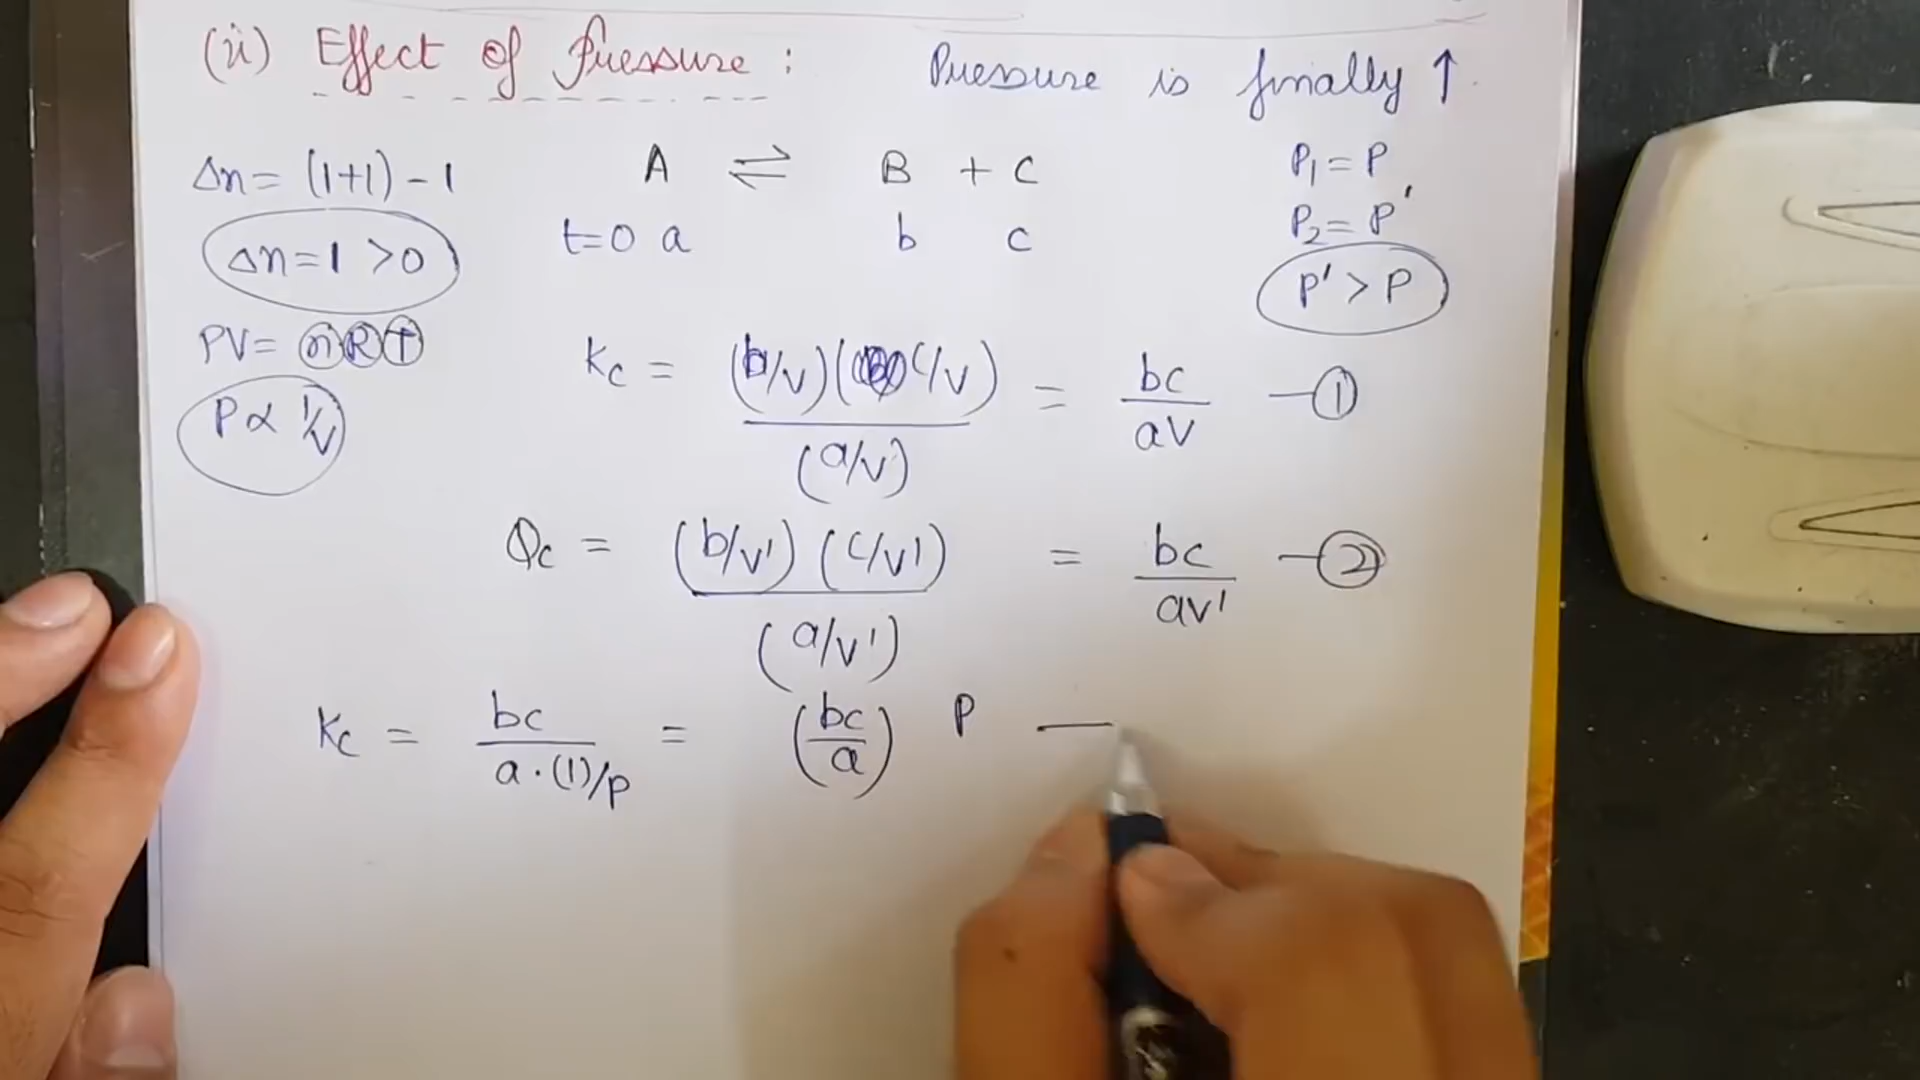 (ii) Effect of Pressure : Pressure is finally ↑
Δn = (1+1) - 1 A ⇌ B + C P₁ = P
Δn = 1 > 0 t=0 a b c P₂ = P'
P' > P
PV = nRT
P ∝ 1/V
Kc = (b/v)(c/v) / (a/v) = bc / av — ①
Qc = (b/v') (c/v') / (a/v') = bc / av' — ②
Kc = bc / a · (1)/P = (bc/a) P —